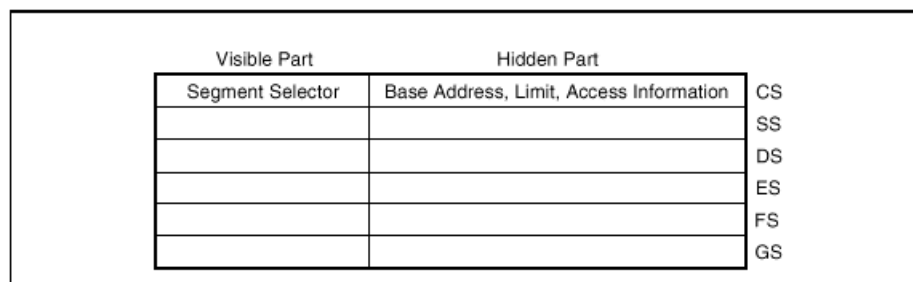 Visible Part Hidden Part
Segment Selector Base Address, Limit, Access Information CS
SS
DS
ES
FS
GS